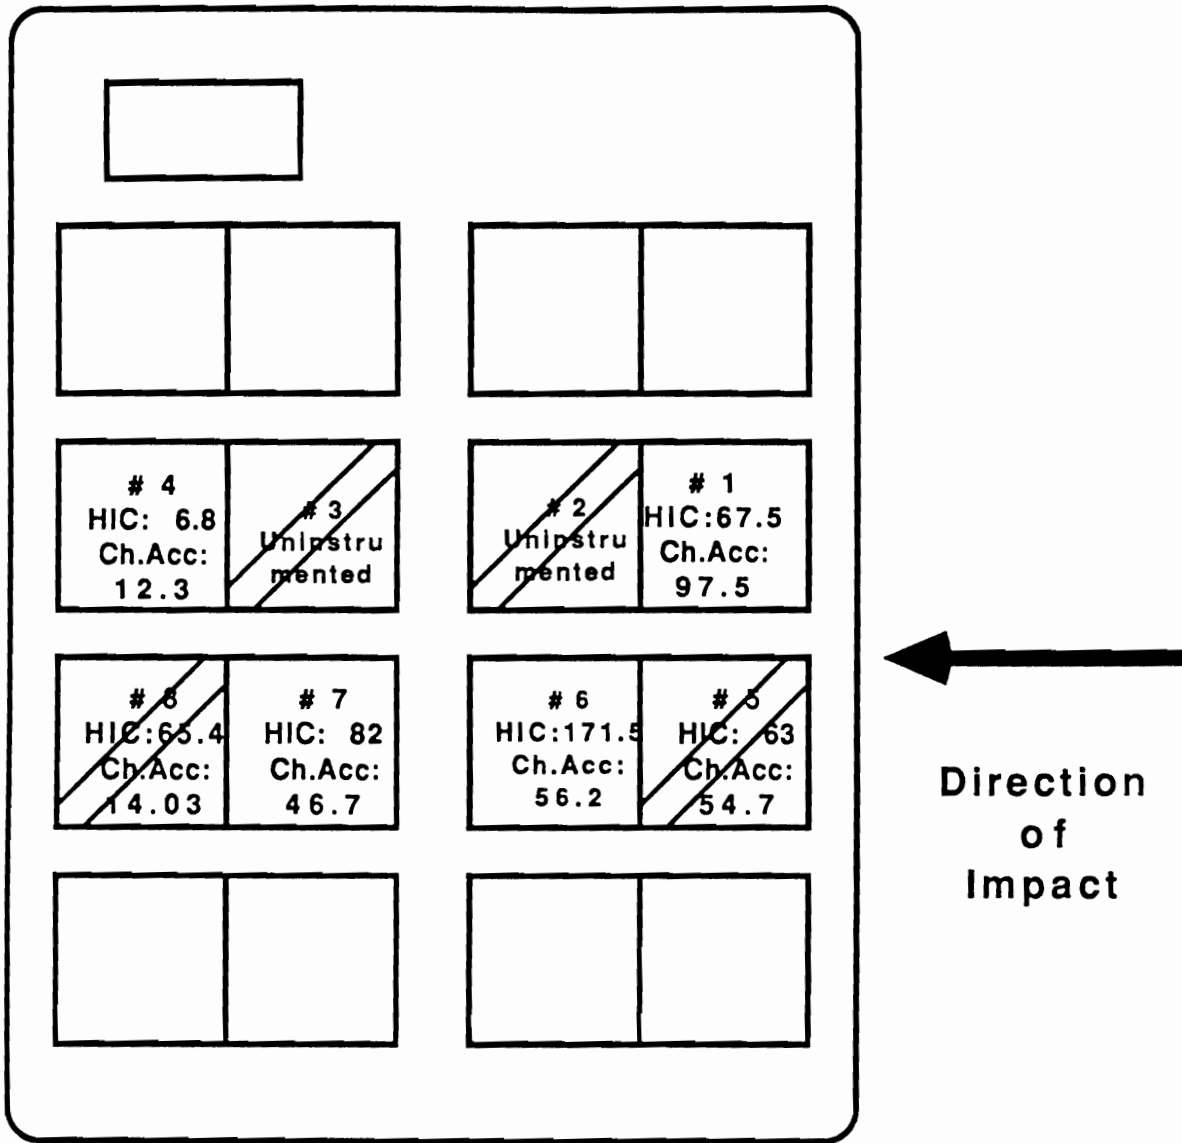 # 4
HIC: 6.8
Ch.Acc:
12.3
# 3
Uninstru
mented
# 2
Uninstru
mented
# 1
HIC:67.5
Ch.Acc:
97.5
# 8
HIC:65.4
Ch.Acc:
14.03
# 7
HIC: 82
Ch.Acc:
46.7
# 6
HIC:171.5
Ch.Acc:
56.2
# 5
HIC: 63
Ch.Acc:
54.7
Direction
of
Impact